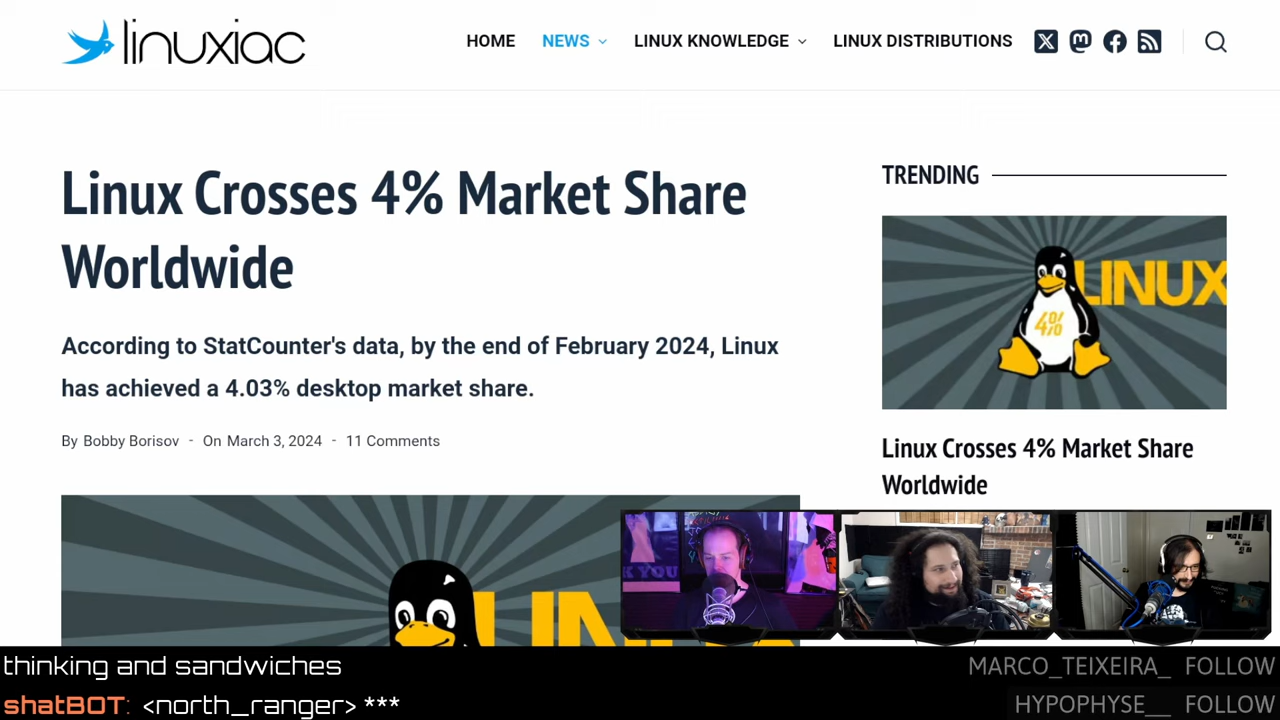 linuxiac
HOME NEWS LINUX KNOWLEDGE LINUX DISTRIBUTIONS
Linux Crosses 4% Market Share
Worldwide
According to StatCounter's data, by the end of February 2024, Linux
has achieved a 4.03% desktop market share.
By Bobby Borisov - On March 3, 2024 - 11 Comments
TRENDING
LINUX
4%
Linux Crosses 4% Market Share
Worldwide
K YOU
thinking and sandwiches
shatBOT: <north_ranger> ***
MARCO_TEIXEIRA_ FOLLOW
HYPOPHYSE__ FOLLOW